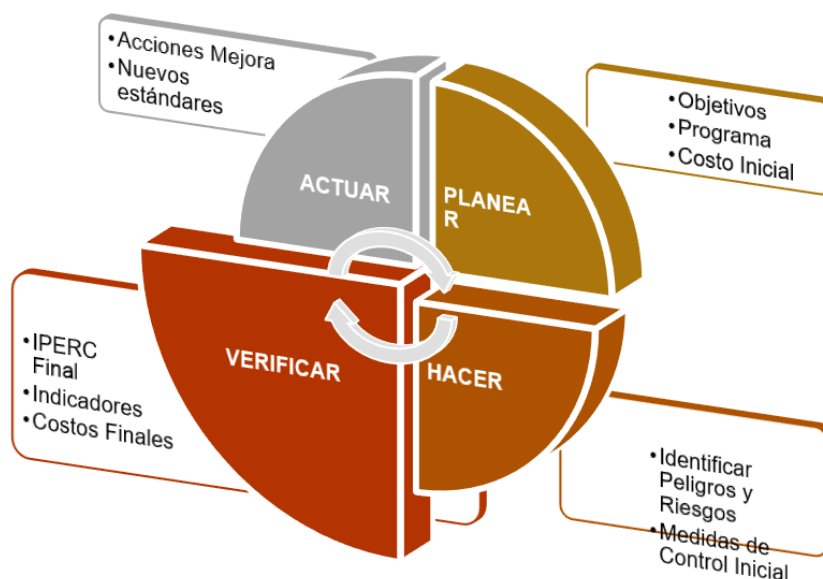 •Acciones Mejora
•Nuevos
estándares
•Objetivos
•Programa
•Costo Inicial
ACTUAR
PLANEA
R
VERIFICAR
HACER
•IPERC
Final
•Indicadores
•Costos Finales
•Identificar
Peligros y
Riesgos
•Medidas de
Control Inicial